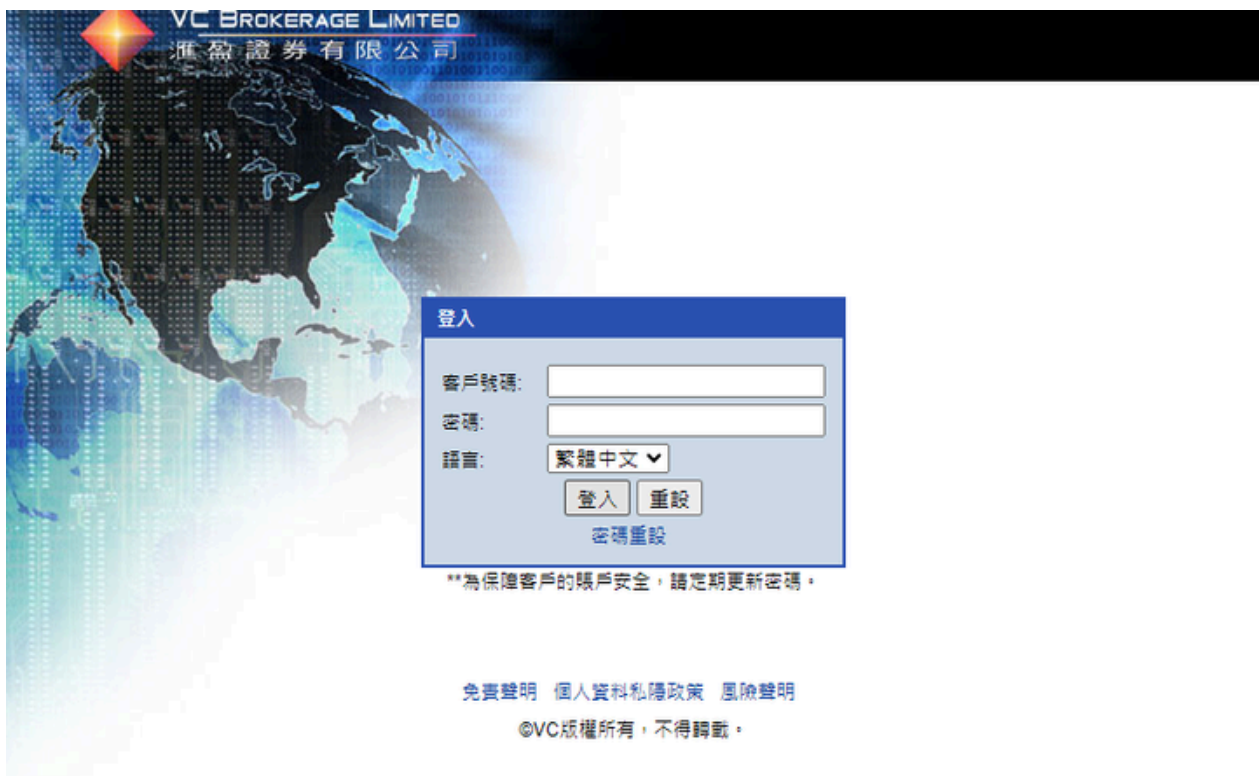 VC BROKERAGE LIMITED
滙盈證券有限公司
登入
客戶號碼:
密碼:
語言: 繁體中文
登入 重設
密碼重設
**為保障客戶的賬戶安全，請定期更新密碼。
免責聲明 個人資料私隱政策 風險聲明
©VC版權所有，不得轉載。